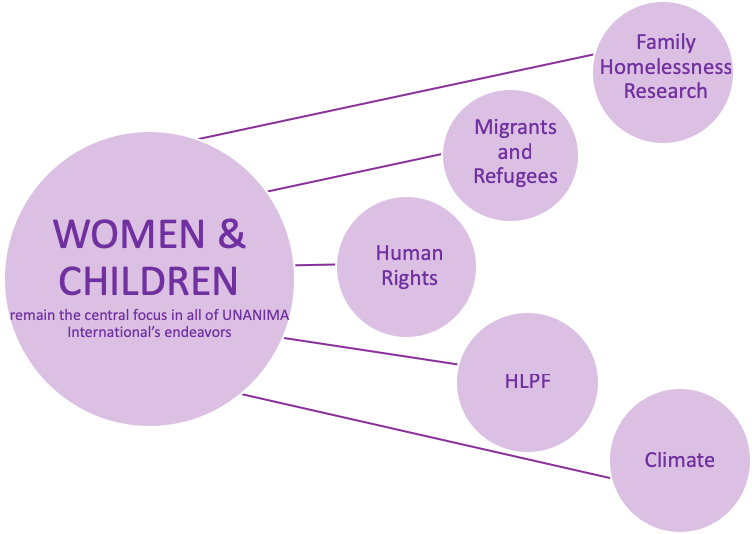 Family
Homelessness
Research
Migrants
and
Refugees
WOMEN &
CHILDREN
remain the central focus in all of UNANIMA
International’s endeavors
Human
Rights
HLPF
Climate